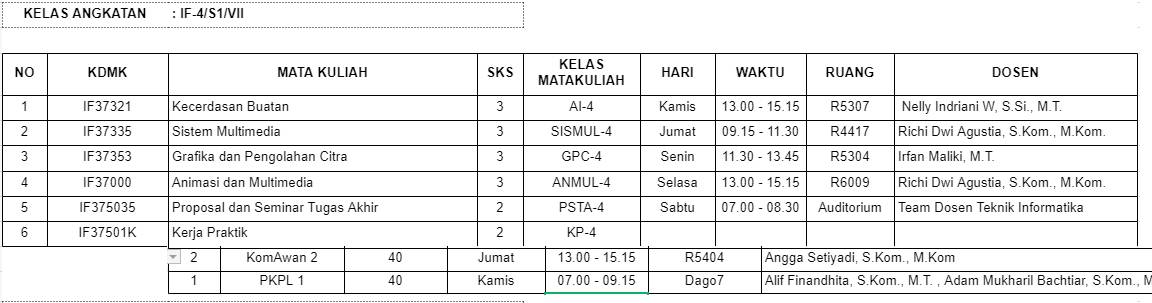 KELAS ANGKATAN : IF-4/S1/VII
NO KDMK MATA KULIAH SKS KELAS MATAKULIAH HARI WAKTU RUANG DOSEN
1 IF37321 Kecerdasan Buatan 3 AI-4 Kamis 13.00 - 15.15 R5307 Nelly Indriani W, S.Si., M.T.
2 IF37335 Sistem Multimedia 3 SISMUL-4 Jumat 09.15 - 11.30 R4417 Richi Dwi Agustia, S.Kom., M.Kom.
3 IF37353 Grafika dan Pengolahan Citra 3 GPC-4 Senin 11.30 - 13.45 R5304 Irfan Maliki, M.T.
4 IF37000 Animasi dan Multimedia 3 ANMUL-4 Selasa 13.00 - 15.15 R6009 Richi Dwi Agustia, S.Kom., M.Kom.
5 IF375035 Proposal dan Seminar Tugas Akhir 2 PSTA-4 Sabtu 07.00 - 08.30 Auditorium Team Dosen Teknik Informatika
6 IF37501K Kerja Praktik 2 KP-4
2 KomAwan 2 40 Jumat 13.00 - 15.15 R5404 Angga Setiyadi, S.Kom., M.Kom
1 PKPL 1 40 Kamis 07.00 - 09.15 Dago7 Alif Finandhita, S.Kom., M.T. , Adam Mukharil Bachtiar, S.Kom., M